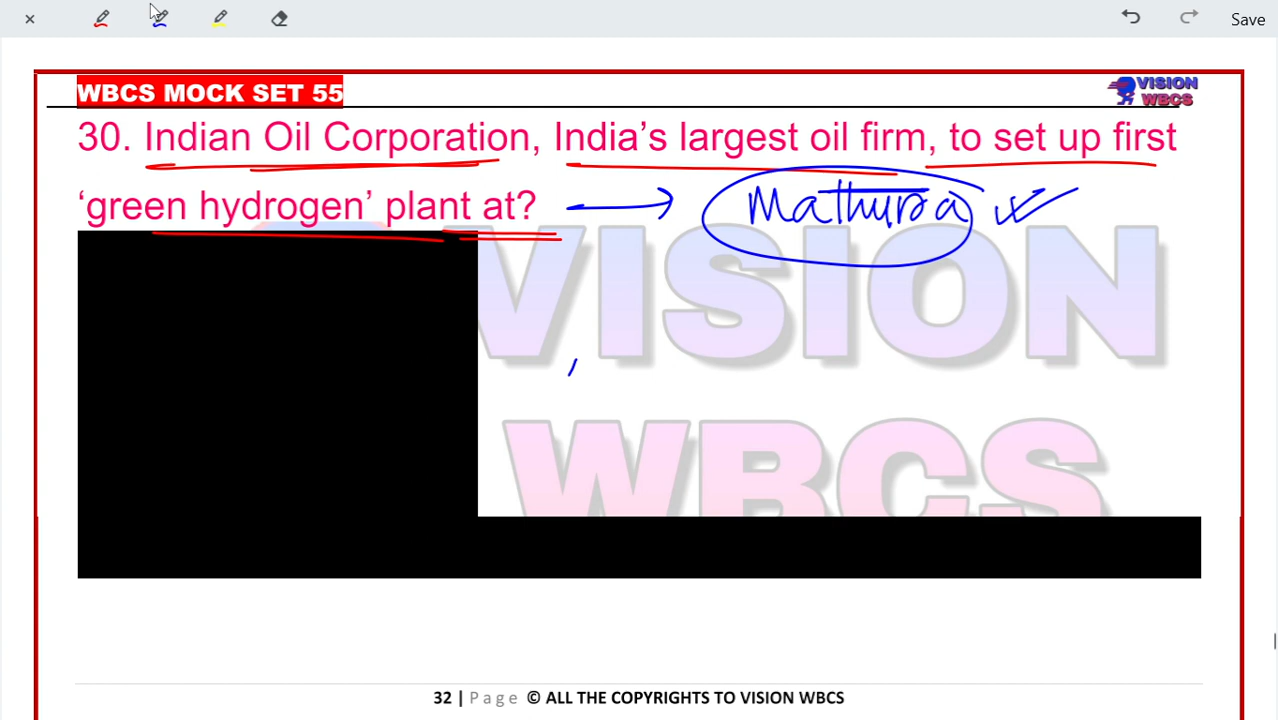 Save
WBCS MOCK SET 55
VISION
WBCS
30. Indian Oil Corporation, India’s largest oil firm, to set up first
‘green hydrogen’ plant at? → Mathura
VISION
WBCS
32 | Page © ALL THE COPYRIGHTS TO VISION WBCS